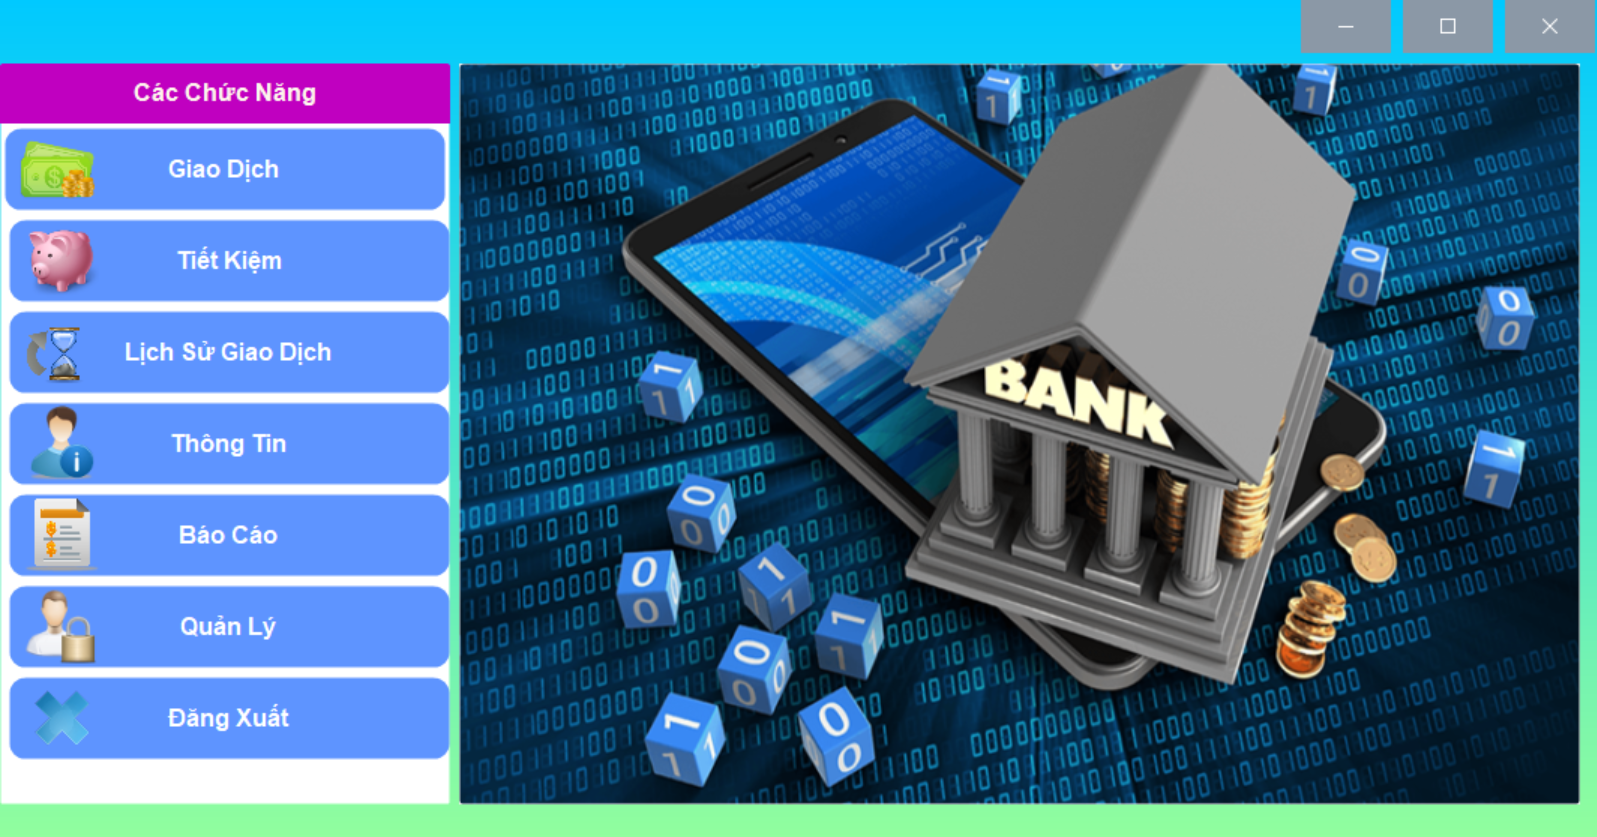 Các Chức Năng
Giao Dịch
Tiết Kiệm
Lịch Sử Giao Dịch
Thông Tin
Báo Cáo
Quản Lý
Đăng Xuất
BANK